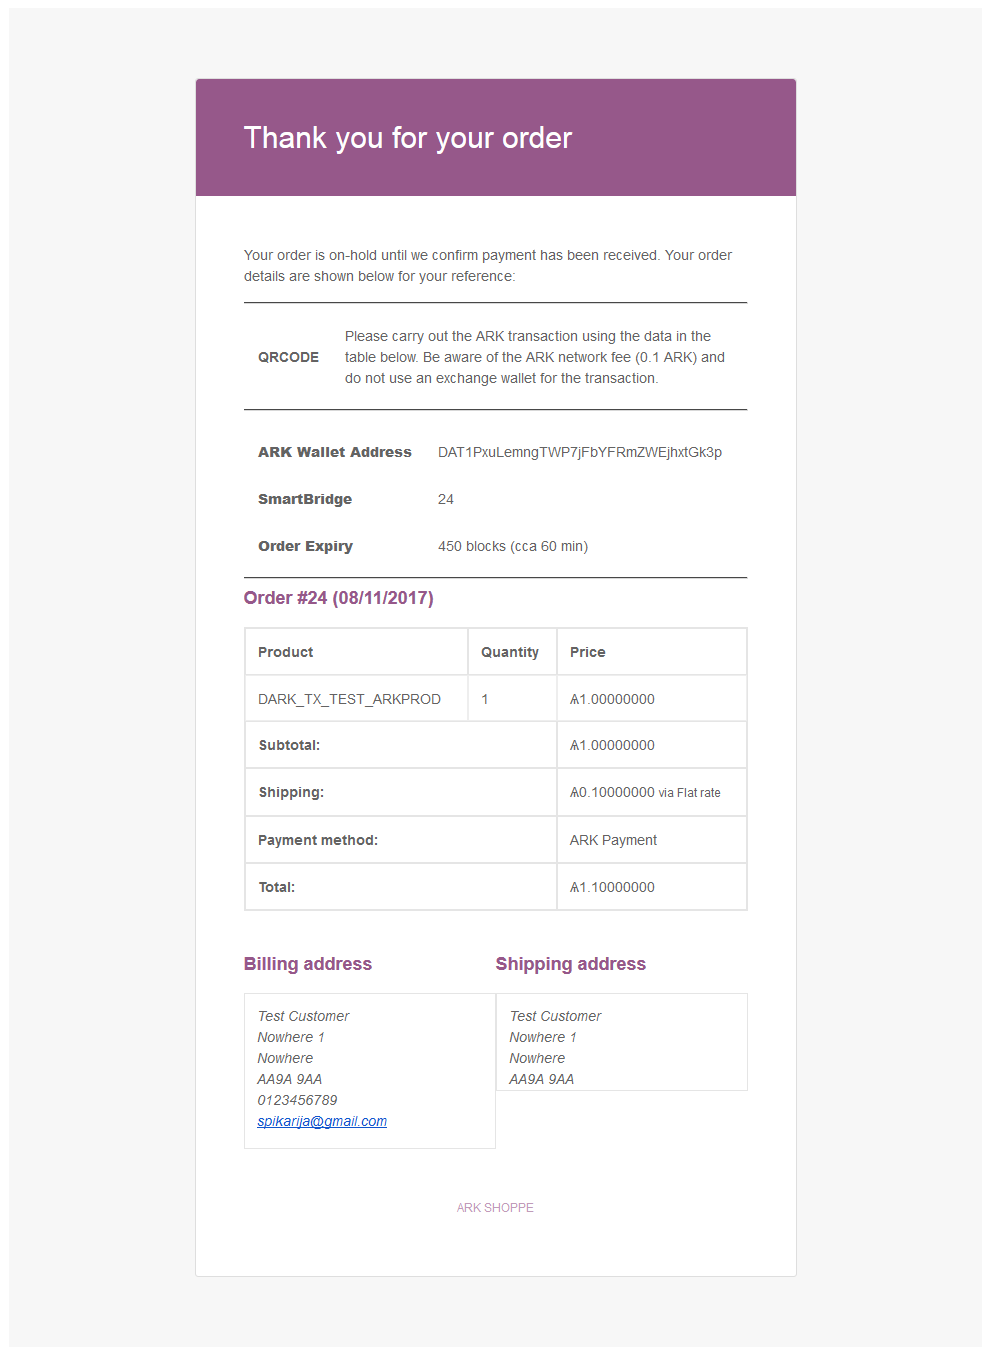 Thank you for your order
Your order is on-hold until we confirm payment has been received. Your order
details are shown below for your reference:
QRCODE
Please carry out the ARK transaction using the data in the
table below. Be aware of the ARK network fee (0.1 ARK) and
do not use an exchange wallet for the transaction.
ARK Wallet Address DAT1PxuLemngTWP7jFbYFRmZWEjhxtGk3p
SmartBridge 24
Order Expiry 450 blocks (cca 60 min)
Order #24 (08/11/2017)
Product Quantity Price
DARK_TX_TEST_ARKPROD 1 Ѧ1.00000000
Subtotal: Ѧ1.00000000
Shipping: Ѧ0.10000000 via Flat rate
Payment method: ARK Payment
Total: Ѧ1.10000000
Billing address
Test Customer
Nowhere 1
Nowhere
AA9A 9AA
0123456789
spikarija@gmail.com
Shipping address
Test Customer
Nowhere 1
Nowhere
AA9A 9AA
ARK SHOPPE